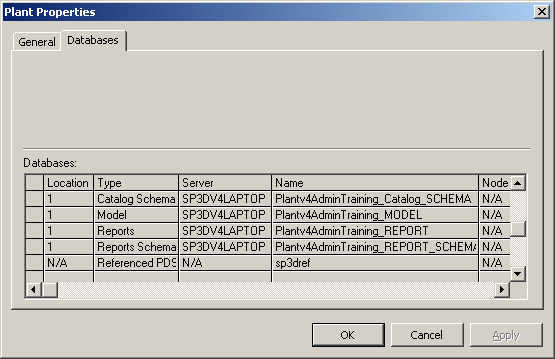 Plant Properties
General Databases
Databases:
Location Type Server Name Node
1 Catalog Schema SP3DV4LAPTOP Plantv4AdminTraining_Catalog_SCHEMA N/A
1 Model SP3DV4LAPTOP Plantv4AdminTraining_MODEL N/A
1 Reports SP3DV4LAPTOP Plantv4AdminTraining_REPORT N/A
1 Reports Schema SP3DV4LAPTOP Plantv4AdminTraining_REPORT_SCHEMA N/A
N/A Referenced PDS N/A sp3dref N/A
OK Cancel Apply